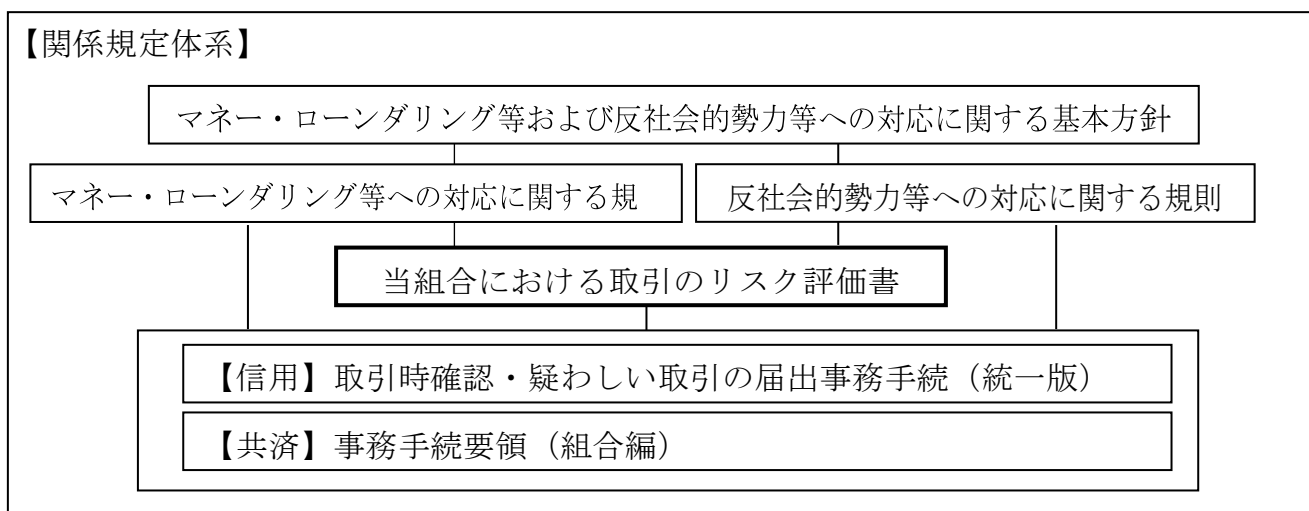 【関係規定体系】
マネー・ローンダリング等および反社会的勢力等への対応に関する基本方針
マネー・ローンダリング等への対応に関する規
反社会的勢力等への対応に関する規則
当組合における取引のリスク評価書
【信用】取引時確認・疑わしい取引の届出事務手続（統一版）
【共済】事務手続要領（組合編）